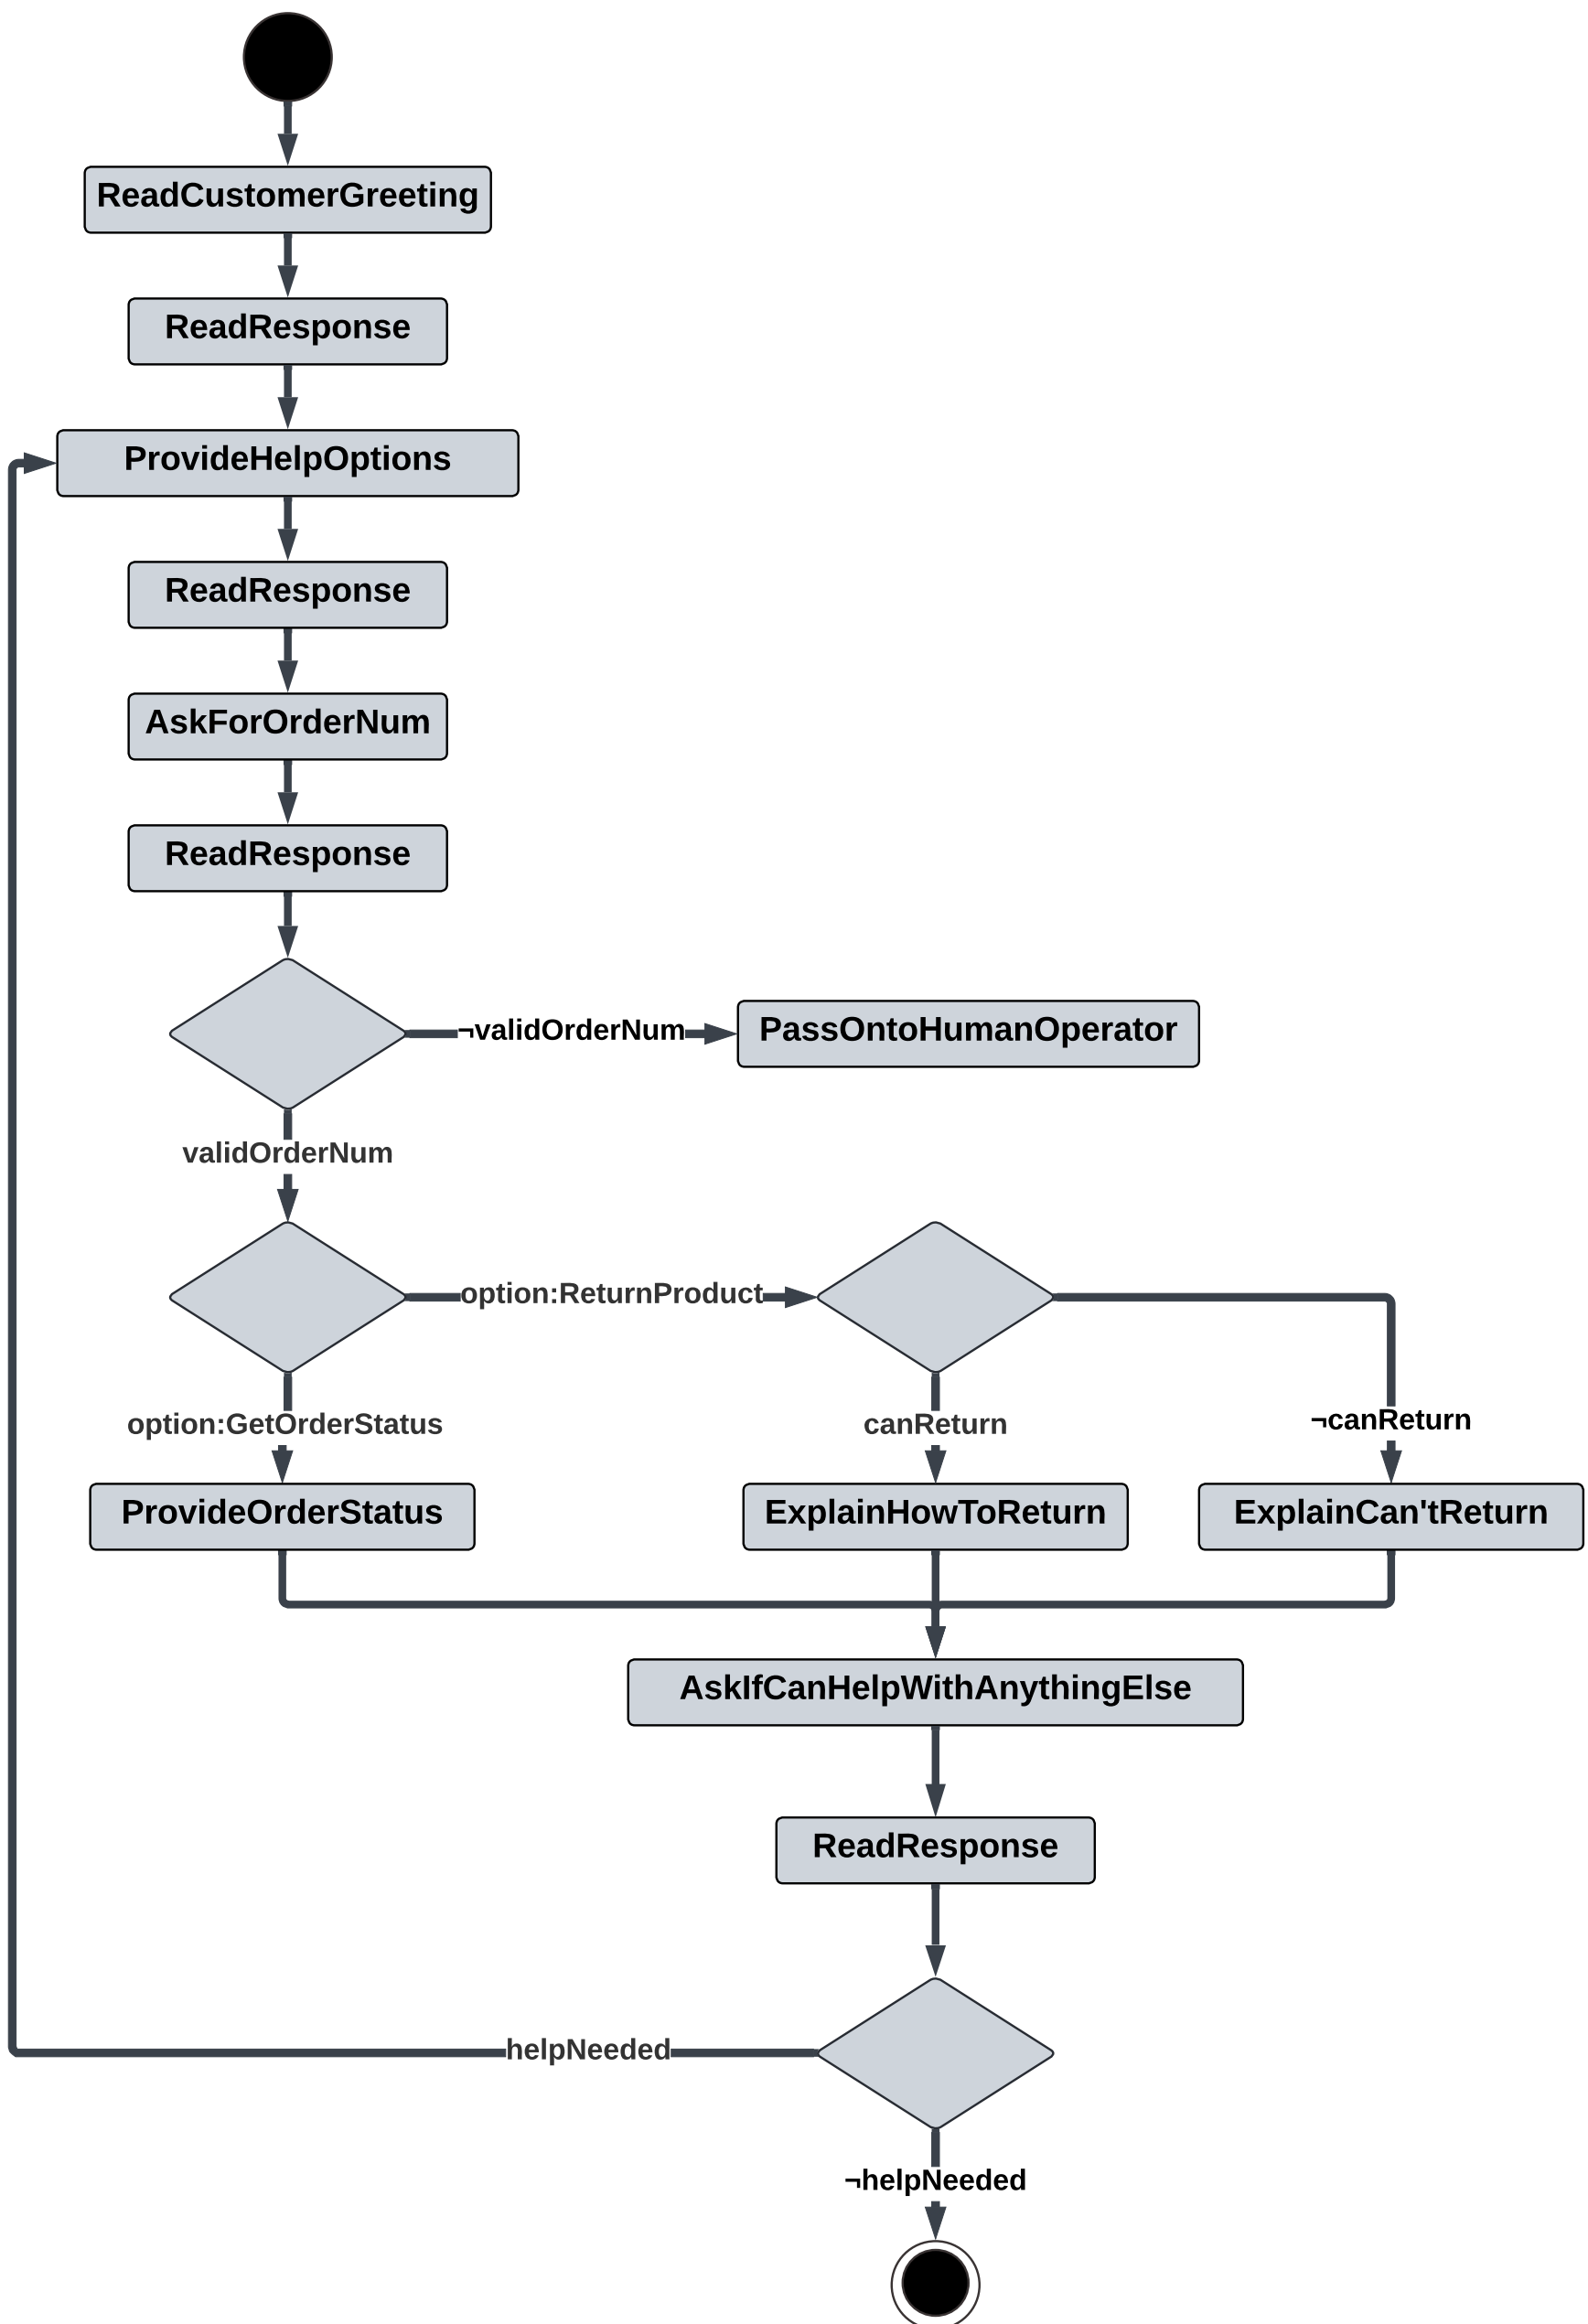 ReadCustomerGreeting
ReadResponse
ProvideHelpOptions
ReadResponse
AskForOrderNum
ReadResponse
¬validOrderNum
PassOntoHumanOperator
validOrderNum
option:ReturnProduct
option:GetOrderStatus
canReturn
¬canReturn
ProvideOrderStatus
ExplainHowToReturn
ExplainCan'tReturn
AskIfCanHelpWithAnythingElse
ReadResponse
helpNeeded
¬helpNeeded